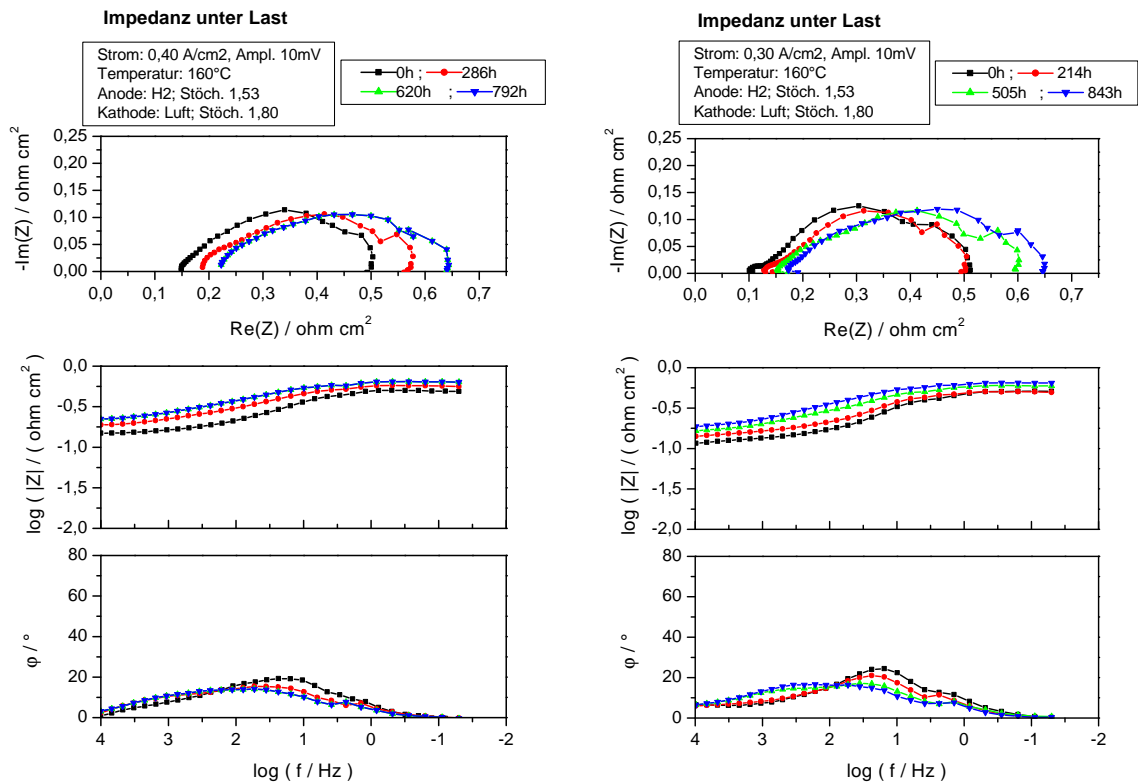 Impedanz unter Last
Strom: 0,40 A/cm2, Ampl. 10mV
Temperatur: 160°C
Anode: H2; Stöch. 1,53
Kathode: Luft; Stöch. 1,80
0h ; 286h
620h ; 792h
0,25
0,20
0,15
0,10
0,05
0,00
-Im(Z) / ohm cm²
0,0 0,1 0,2 0,3 0,4 0,5 0,6 0,7
Re(Z) / ohm cm²
0,0
-0,5
-1,0
-1,5
-2,0
log ( |Z| / ( ohm cm²)
80
60
40
20
0
φ / °
4 3 2 1 0 -1 -2
log ( f / Hz )
Impedanz unter Last
Strom: 0,30 A/cm2, Ampl. 10mV
Temperatur: 160°C
Anode: H2; Stöch. 1,53
Kathode: Luft; Stöch. 1,80
0h ; 214h
505h ; 843h
0,25
0,20
0,15
0,10
0,05
0,00
-Im(Z) / ohm cm²
0,0 0,1 0,2 0,3 0,4 0,5 0,6 0,7
Re(Z) / ohm cm²
0,0
-0,5
-1,0
-1,5
-2,0
log ( |Z| / ( ohm cm²)
80
60
40
20
0
φ / °
4 3 2 1 0 -1 -2
log ( f / Hz )